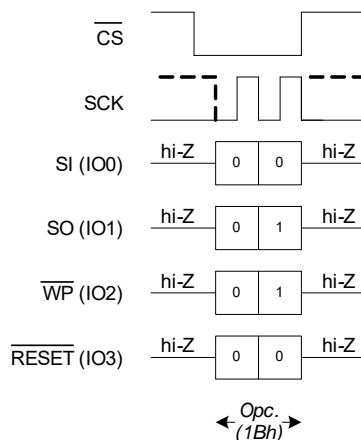 CS
SCK
hi-Z hi-Z
SI (IO0) 0 0
hi-Z hi-Z
SO (IO1) 0 1
hi-Z hi-Z
WP (IO2) 0 1
hi-Z hi-Z
RESET (IO3) 0 0
Opc.
(1Bh)